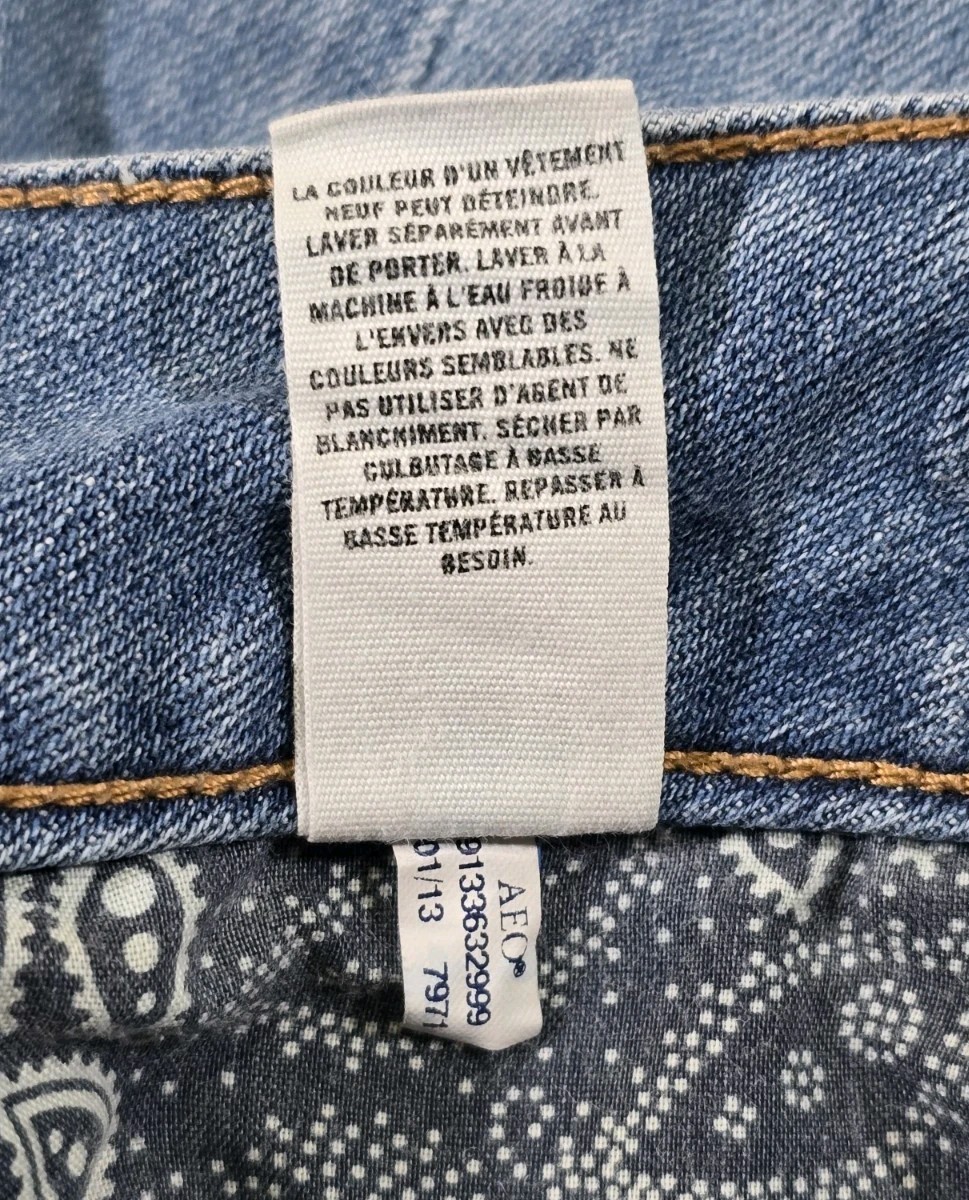 LA COULEUR D'UN VÊTEMENT
NEUF PEUT DÉTEINDRE.
LAVER SÉPARÉMENT AVANT
DE PORTER. LAVER À LA
MACHINE À L'EAU FROIDE À
L'ENVERS AVEC DES
COULEURS SEMBLABLES. NE
PAS UTILISER D'AGENT DE
BLANCHIMENT. SÉCHER PAR
CULBUTAGE À BASSE
TEMPÉRATURE. REPASSER À
BASSE TEMPÉRATURE AU
BESOIN.
AEO®
9133632999
01/13 7971